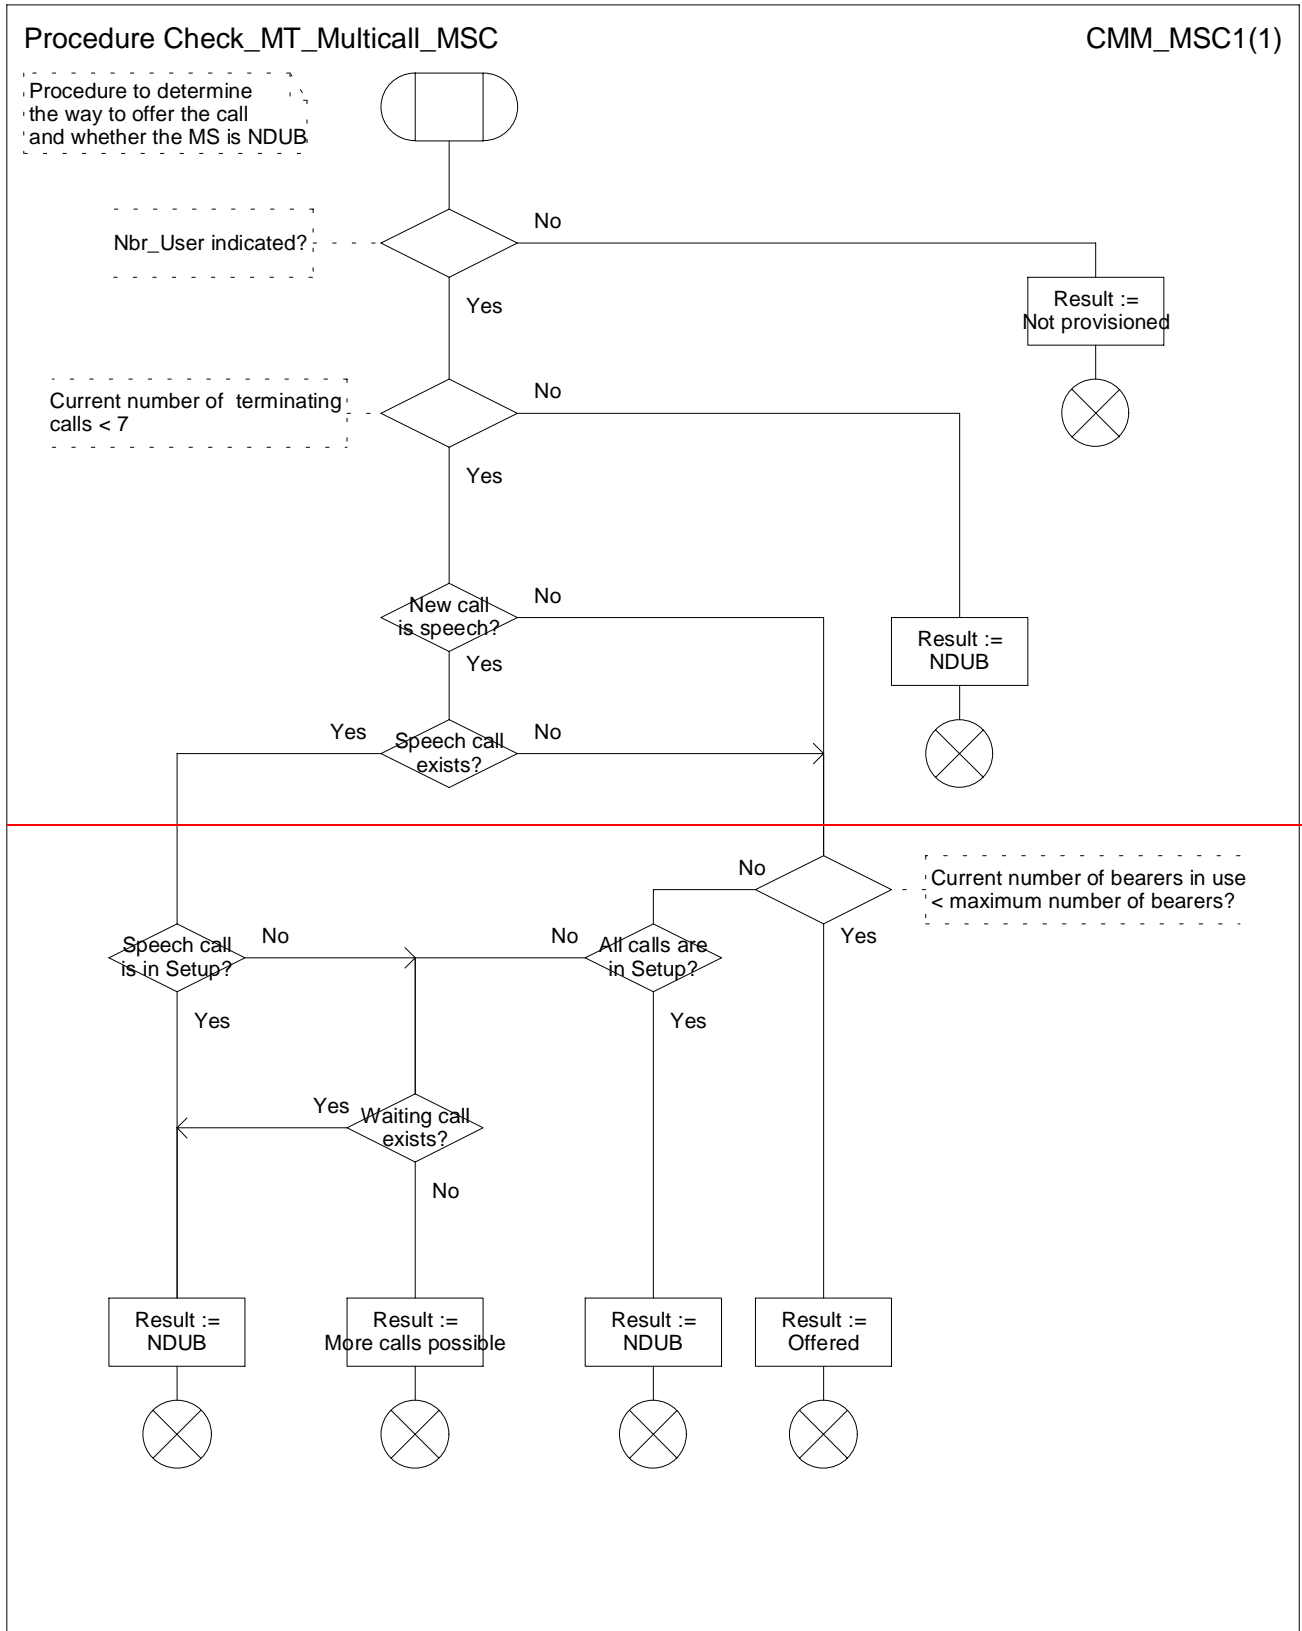 Procedure Check_MT_Multicall_MSC
CMM_MSC1(1)
Procedure to determine
the way to offer the call
and whether the MS is NDUB
No
Nbr_User indicated?
Yes
Result :=
Not provisioned
No
Current number of terminating
calls < 7
Yes
New call
is speech?
No
Yes
Result :=
NDUB
Yes
Speech call
exists?
No
No
Current number of bearers in use
< maximum number of bearers?
Yes
Speech call
is in Setup?
No
No
All calls are
in Setup?
Yes
Yes
Yes
Waiting call
exists?
No
Result :=
NDUB
Result :=
More calls possible
Result :=
NDUB
Result :=
Offered